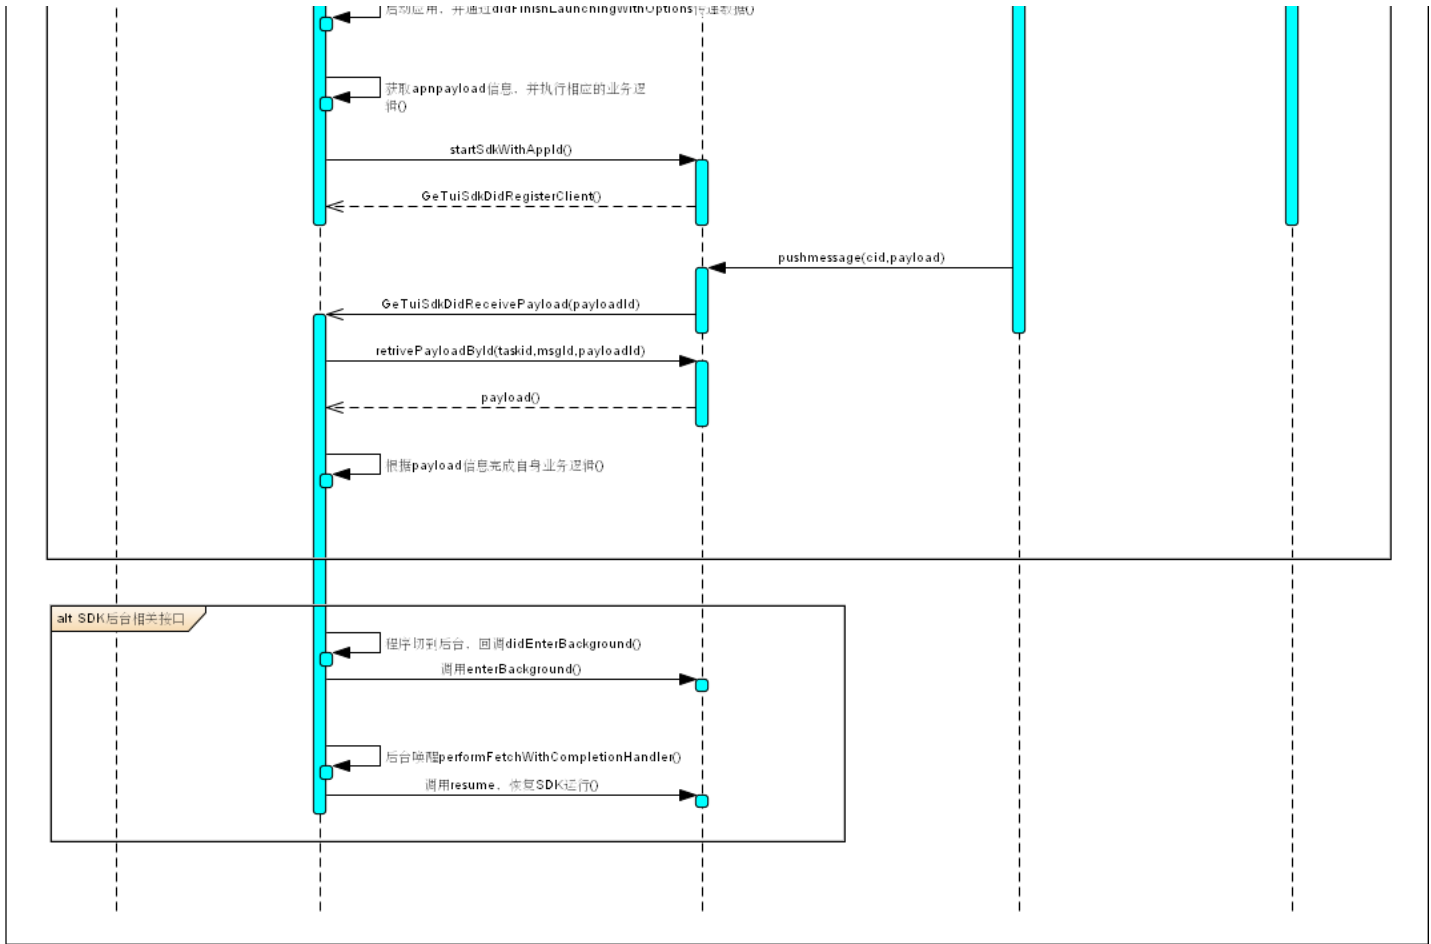 启动应用，并通过didFinishLaunchingWithOptions传递数据()
获取apnpayload信息，并执行相应的业务逻
辑()
startSdkWithAppId()
GeTuiSdkDidRegisterClient()
pushmessage(cid,payload)
GeTuiSdkDidReceivePayload(payloadId)
retrivePayloadById(taskid,msgId,payloadId)
payload()
根据payload信息完成自身业务逻辑()
alt SDK后台相关接口
程序切到后台，回调didEnterBackground()
调用enterBackground()
后台唤醒performFetchWithCompletionHandler()
调用resume，恢复SDK运行()